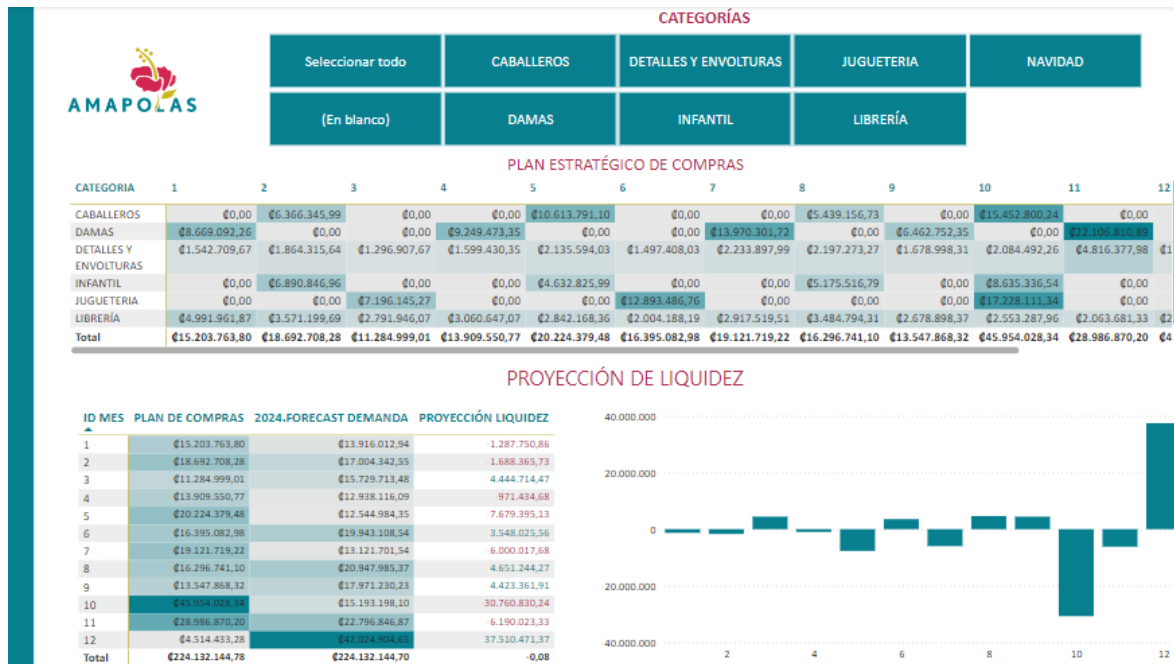 CATEGORÍAS
Seleccionar todo CABALLEROS DETALLES Y ENVOLTURAS JUGUETERIA NAVIDAD
AMAPOLAS
(En blanco) DAMAS INFANTIL LIBRERÍA
PLAN ESTRATÉGICO DE COMPRAS
CATEGORIA 1 2 3 4 5 6 7 8 9 10 11 12
CABALLEROS ₡0,00 ₡6.366.345,99 ₡0,00 ₡0,00 ₡10.613.791,10 ₡0,00 ₡0,00 ₡5.439.156,73 ₡0,00 ₡15.452.800,24 ₡0,00
DAMAS ₡8.669.092,26 ₡0,00 ₡0,00 ₡9.249.473,35 ₡0,00 ₡0,00 ₡13.970.301,72 ₡0,00 ₡6.462.752,35 ₡0,00 ₡22.106.810,89
DETALLES Y ₡1.542.709,67 ₡1.864.315,64 ₡1.296.907,67 ₡1.599.430,35 ₡2.135.594,03 ₡1.497.408,03 ₡2.233.897,99 ₡2.197.273,27 ₡1.678.998,31 ₡2.084.492,26 ₡4.816.377,98 ₡1
ENVOLTURAS
INFANTIL ₡0,00 ₡6.890.846,96 ₡0,00 ₡0,00 ₡4.632.825,99 ₡0,00 ₡0,00 ₡5.175.516,79 ₡0,00 ₡8.635.336,54 ₡0,00
JUGUETERIA ₡0,00 ₡0,00 ₡7.196.145,27 ₡0,00 ₡0,00 ₡12.893.486,76 ₡0,00 ₡0,00 ₡0,00 ₡17.228.111,34 ₡0,00
LIBRERÍA ₡4.991.961,87 ₡3.571.199,69 ₡2.791.946,07 ₡3.060.647,07 ₡2.842.168,36 ₡2.004.188,19 ₡2.917.519,51 ₡3.484.794,31 ₡2.678.898,37 ₡2.553.287,96 ₡2.063.681,33 ₡2
Total ₡15.203.763,80 ₡18.692.708,28 ₡11.284.999,01 ₡13.909.550,77 ₡20.224.379,48 ₡16.395.082,98 ₡19.121.719,22 ₡16.296.741,10 ₡13.547.868,32 ₡45.954.028,34 ₡28.986.870,20 ₡4
PROYECCIÓN DE LIQUIDEZ
ID MES PLAN DE COMPRAS 2024.FORECAST DEMANDA PROYECCIÓN LIQUIDEZ
1 ₡15.203.763,80 ₡13.916.012,94 -1.287.750,86
2 ₡18.692.708,28 ₡17.004.342,55 -1.688.365,73
3 ₡11.284.999,01 ₡15.729.713,48 4.444.714,47
4 ₡13.909.550,77 ₡12.938.116,09 -971.434,68
5 ₡20.224.379,48 ₡12.544.984,35 -7.679.395,13
6 ₡16.395.082,98 ₡19.943.108,54 3.548.025,56
7 ₡19.121.719,22 ₡13.121.701,54 -6.000.017,68
8 ₡16.296.741,10 ₡20.947.985,37 4.651.244,27
9 ₡13.547.868,32 ₡17.971.230,23 4.423.361,91
10 ₡45.954.028,34 ₡15.193.198,10 -30.760.830,24
11 ₡28.986.870,20 ₡22.796.846,87 -6.190.023,33
12 ₡4.514.433,28 ₡42.024.904,65 37.510.471,37
Total ₡224.132.144,78 ₡224.132.144,70 -0,08
40.000.000
20.000.000
0
20.000.000
40.000.000
2 4 6 8 10 12